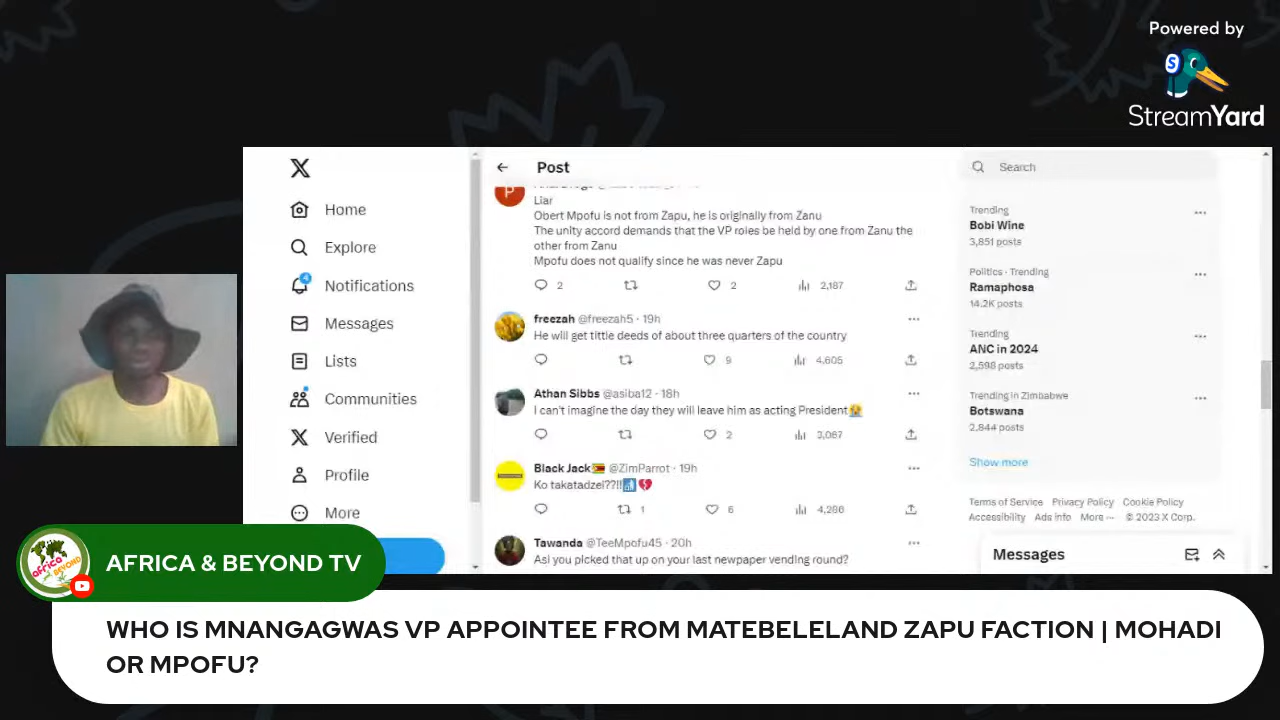 Powered by
StreamYard
Post
Search
Home
Explore
4
Notifications
Messages
Lists
Communities
Verified
Profile
More
Liar
Obert Mpofu is not from Zapu, he is originally from Zanu
The unity accord demands that the VP roles be held by one from Zanu the
other from Zanu
Mpofu does not qualify since he was never Zapu
2
2
2,187
freezah @freezah5 · 19h
He will get tittle deeds of about three quarters of the country
9
4,605
Athan Sibbs @asiba12 · 18h
I can't imagine the day they will leave him as acting President😭
2
3,067
Black Jack🇿🇼 @ZimParrot · 19h
Ko takatadzei??!!🚮💔
1
6
4,286
Tawanda @TeeMpofu45 · 20h
Asi you picked that up on your last newpaper vending round?
Trending
Bobi Wine
3,851 posts
Politics · Trending
Ramaphosa
14.2K posts
Trending
ANC in 2024
2,598 posts
Trending in Zimbabwe
Botswana
2,844 posts
Show more
Terms of Service Privacy Policy Cookie Policy
Accessibility Ads info More ··· © 2023 X Corp.
Messages
AFRICA & BEYOND TV
WHO IS MNANGAGWAS VP APPOINTEE FROM MATEBELELAND ZAPU FACTION | MOHADI
OR MPOFU?